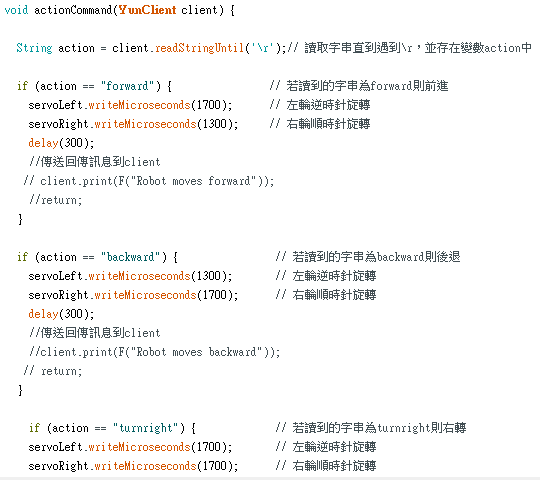 void actionCommand(YunClient client) {
String action = client.readStringUntil('\r');// 讀取字串直到遇到\r，並存在變數action中
if (action == "forward") { // 若讀到的字串為forward則前進
servoLeft.writeMicroseconds(1700); // 左輪逆時針旋轉
servoRight.writeMicroseconds(1300); // 右輪順時針旋轉
delay(300);
//傳送回傳訊息到client
// client.print(F("Robot moves forward"));
//return;
}
if (action == "backward") { // 若讀到的字串為backward則後退
servoLeft.writeMicroseconds(1300); // 左輪逆時針旋轉
servoRight.writeMicroseconds(1700); // 右輪順時針旋轉
delay(300);
//傳送回傳訊息到client
//client.print(F("Robot moves backward"));
// return;
}
if (action == "turnright") { // 若讀到的字串為turnright則右轉
servoLeft.writeMicroseconds(1700); // 左輪逆時針旋轉
servoRight.writeMicroseconds(1700); // 右輪順時針旋轉